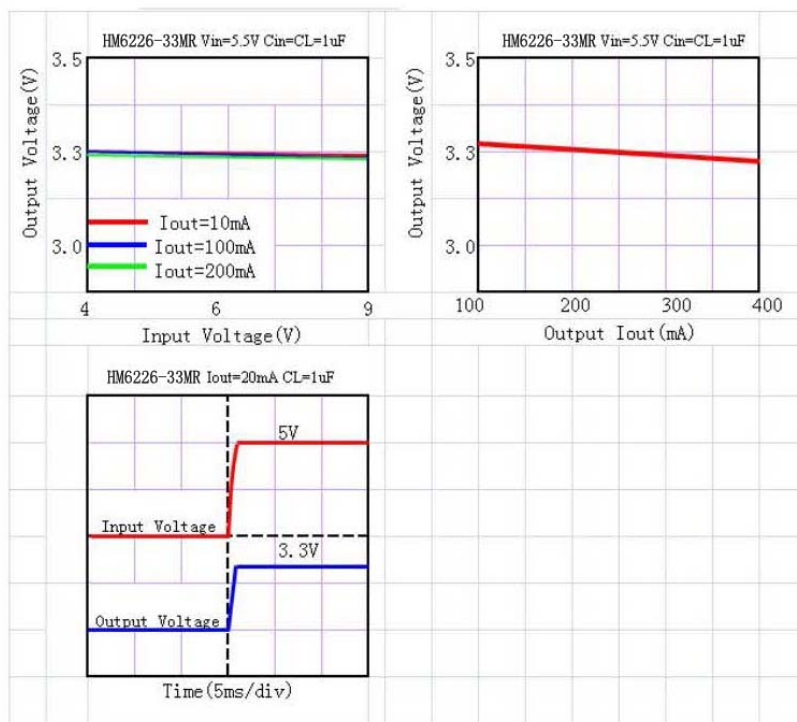 HM6226-33MR Vin=5.5V Cin=CL=1uF
Output Voltage(V)
3.5
3.3
3.0
Iout=10mA
Iout=100mA
Iout=200mA
4
6
9
Input Voltage(V)
HM6226-33MR Vin=5.5V Cin=CL=1uF
Output Voltage(V)
3.5
3.3
3.0
100
200
300
400
Output Iout(mA)
HM6226-33MR Iout=20mA CL=1uF
5V
Input Voltage
3.3V
Output Voltage
Time(5ms/div)